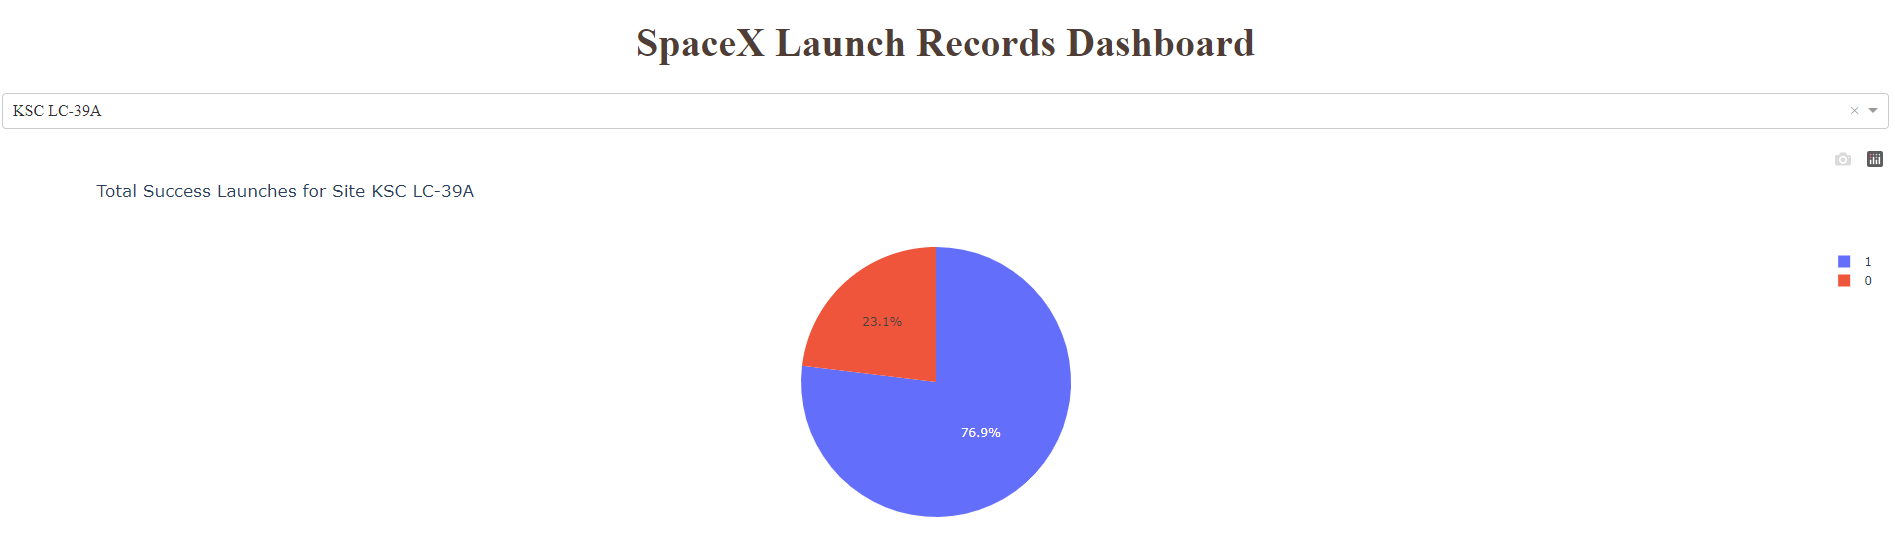 SpaceX Launch Records Dashboard
KSC LC-39A
Total Success Launches for Site KSC LC-39A
1
0
23.1%
76.9%